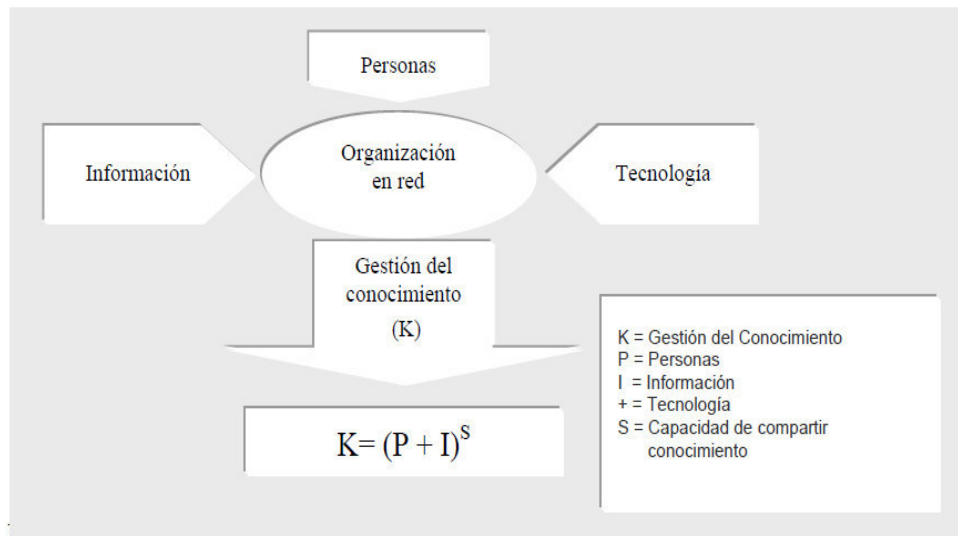 Personas
Información
Organización
en red
Tecnología
Gestión del
conocimiento
(K)
K= (P + I)^S
K = Gestión del Conocimiento
P = Personas
I = Información
+ = Tecnología
S = Capacidad de compartir
conocimiento